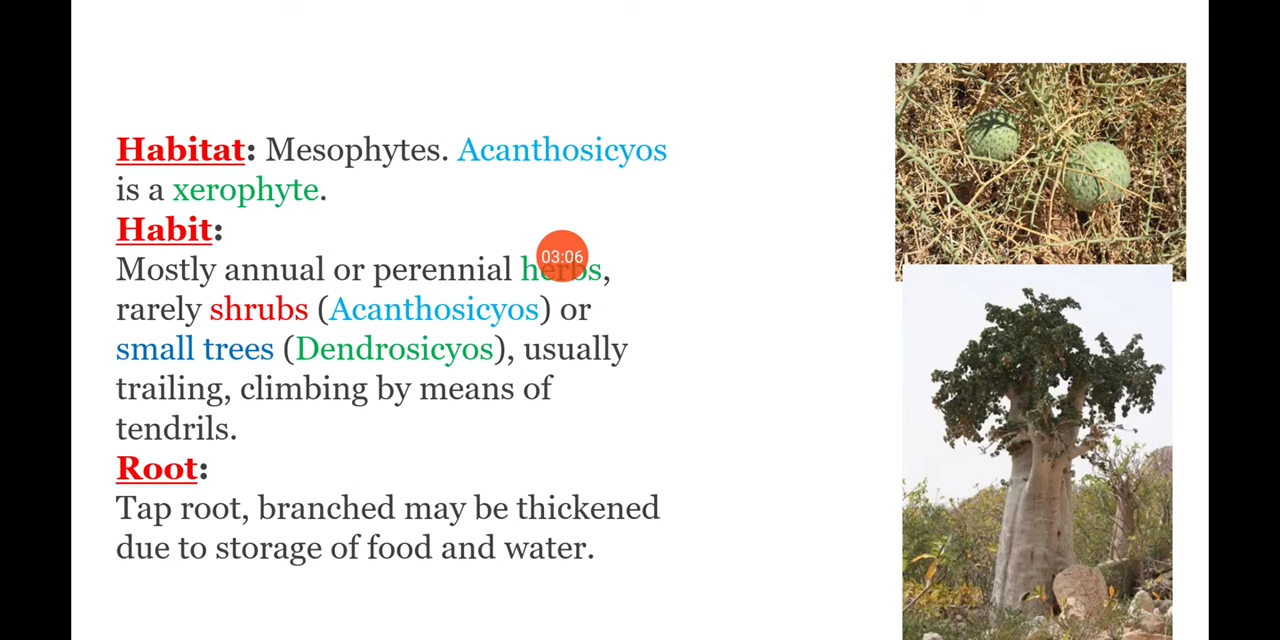 Habitat: Mesophytes. Acanthosicyos
is a xerophyte.
Habit:
03:06
Mostly annual or perennial herbs,
rarely shrubs (Acanthosicyos) or
small trees (Dendrosicyos), usually
trailing, climbing by means of
tendrils.
Root:
Tap root, branched may be thickened
due to storage of food and water.